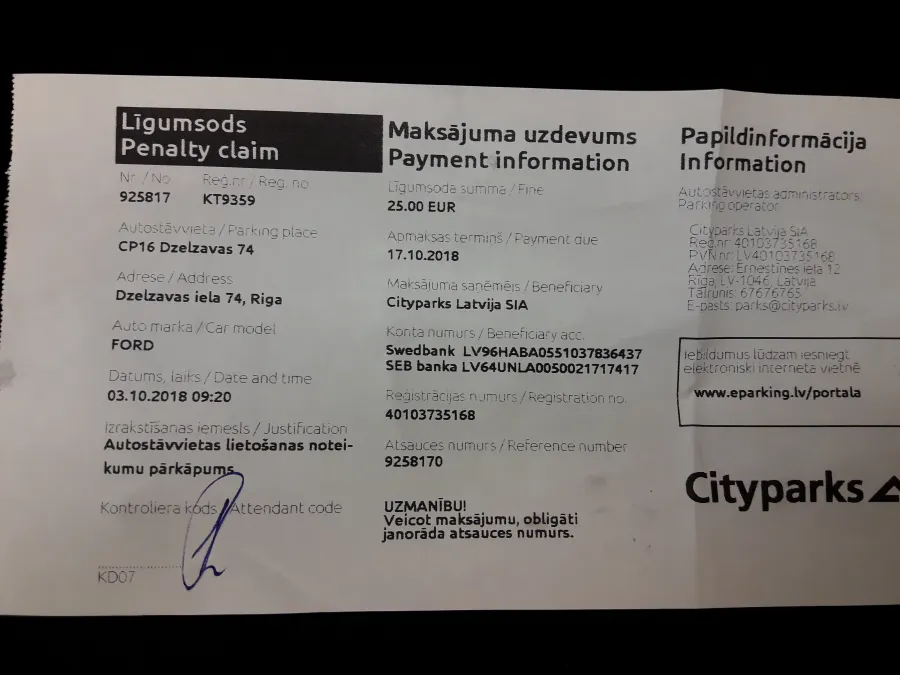 Līgumsods
Penalty claim
Nr. / No
Reg.nr / Reg. no
925817
KT9359
Autostāvvieta / Parking place
CP16 Dzelzavas 74
Adrese / Address
Dzelzavas iela 74, Riga
Auto marka / Car model
FORD
Datums, laiks / Date and time
03.10.2018 09:20
Izrakstīšanas iemesls / Justification
Autostāvvietas lietošanas notei-
kumu pārkāpums
Kontroliera kods / Attendant code
KD07
Maksājuma uzdevums
Payment information
Līgumsoda summa / Fine
25.00 EUR
Apmaksas termiņš / Payment due
17.10.2018
Maksājuma saņēmējs / Beneficiary
Cityparks Latvija SIA
Konta numurs / Beneficiary acc.
Swedbank LV96HABA0551037836437
SEB banka LV64UNLA0050021717417
Reģistrācijas numurs / Registration no.
40103735168
Atsauces numurs / Reference number
9258170
UZMANĪBU!
Veicot maksājumu, obligāti
jānorāda atsauces numurs.
Papildinformācija
Information
Autostāvvietas administrators
Parking operator
Cityparks Latvija SIA
Reg.nr: 40103735168
PVN nr: LV40103735168
Adrese: Ernestīnes iela 12
Rīga, LV-1046, Latvija
Tālrunis: 67676765
E-pasts: parks@cityparks.lv
Iebildumus lūdzam iesniegt
elektroniski interneta vietnē
www.eparking.lv/portala
Cityparks